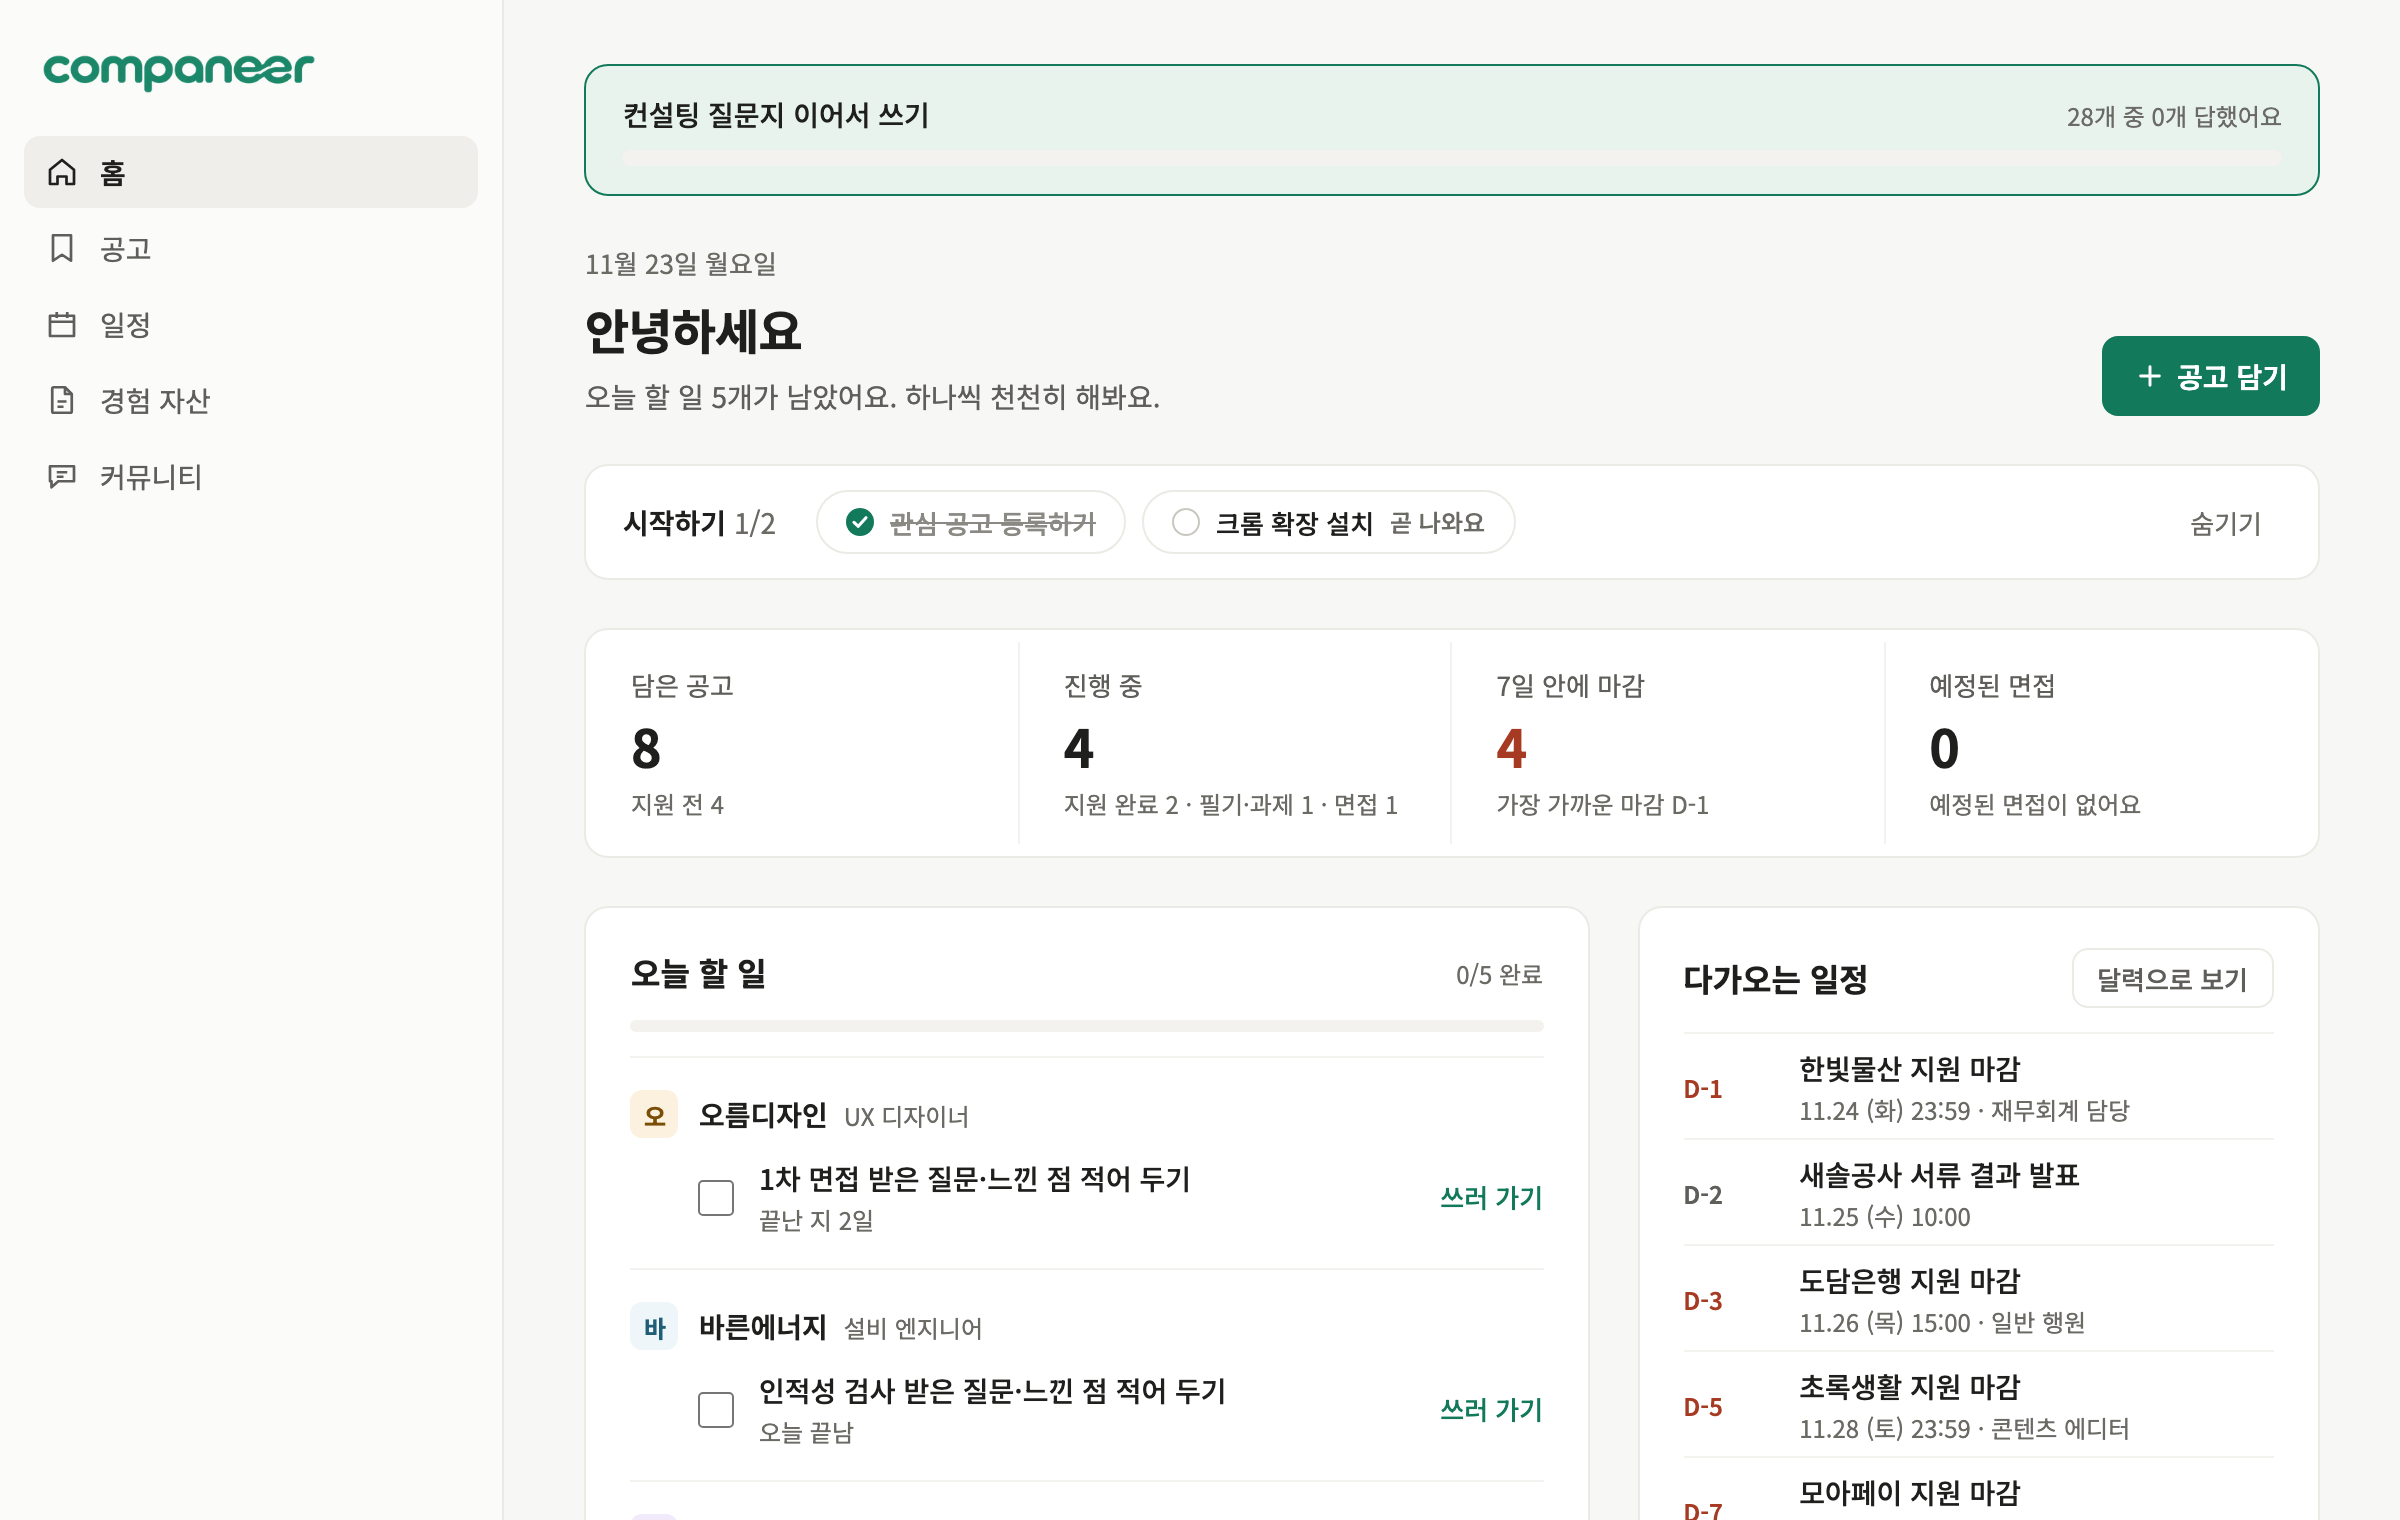 companeer
홈
공고
일정
경험 자산
커뮤니티
컨설팅 질문지 이어서 쓰기
28개 중 0개 답했어요
11월 23일 월요일
안녕하세요
오늘 할 일 5개가 남았어요. 하나씩 천천히 해봐요.
공고 담기
시작하기 1/2
관심 공고 등록하기
크롬 확장 설치 곧 나와요
숨기기
담은 공고
8
지원 전 4
진행 중
4
지원 완료 2 · 필기·과제 1 · 면접 1
7일 안에 마감
4
가장 가까운 마감 D-1
예정된 면접
0
예정된 면접이 없어요
오늘 할 일
0/5 완료
오 오름디자인 UX 디자이너
1차 면접 받은 질문·느낀 점 적어 두기
끝난 지 2일
쓰러 가기
바 바른에너지 설비 엔지니어
인적성 검사 받은 질문·느낀 점 적어 두기
오늘 끝남
쓰러 가기
다가오는 일정
달력으로 보기
D-1
한빛물산 지원 마감
11.24 (화) 23:59 · 재무회계 담당
D-2
새솔공사 서류 결과 발표
11.25 (수) 10:00
D-3
도담은행 지원 마감
11.26 (목) 15:00 · 일반 행원
D-5
초록생활 지원 마감
11.28 (토) 23:59 · 콘텐츠 에디터
D-7
모아페이 지원 마감